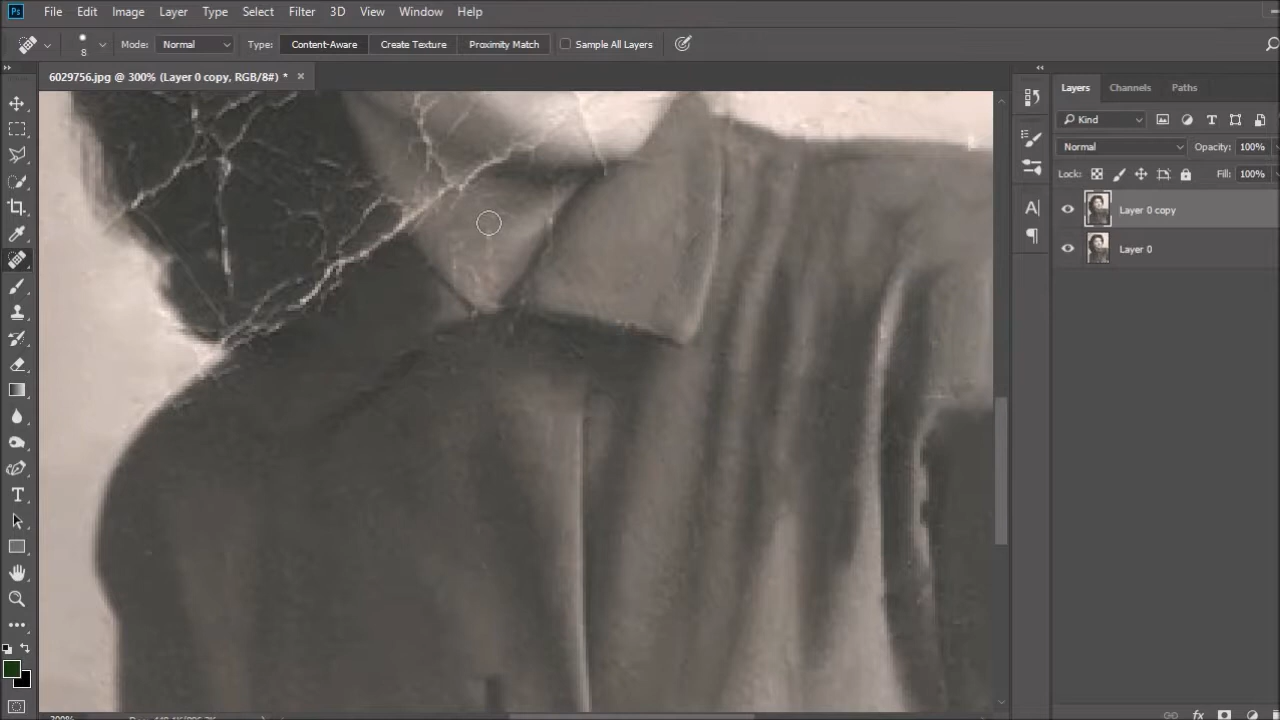 Ps File Edit Image Layer Type Select Filter 3D View Window Help
8 Mode: Normal Type: Content-Aware Create Texture Proximity Match Sample All Layers
6029756.jpg @ 300% (Layer 0 copy, RGB/8#) * ×
Layers Channels Paths
Kind
Normal Opacity: 100%
Lock: Fill: 100%
Layer 0 copy
Layer 0